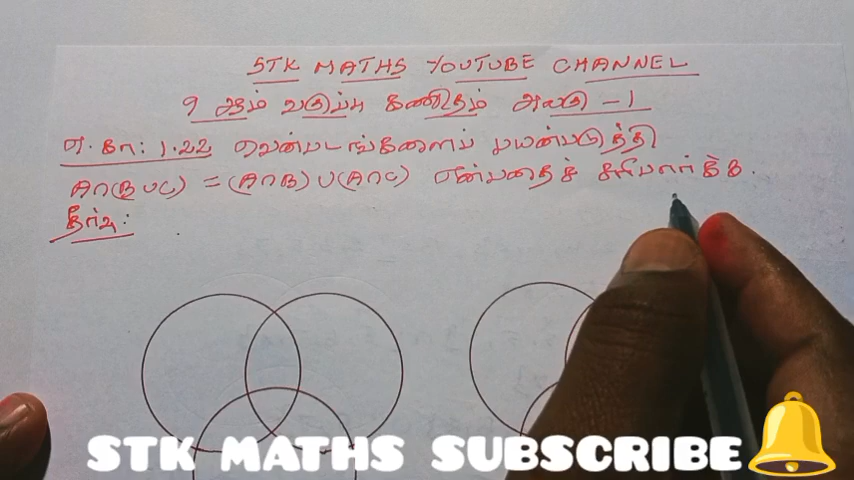 STK MATHS YOUTUBE CHANNEL
9 ஆம் வகுப்பு கணிதம் அலகு - 1
எ.கா: 1.22 வென்படங்களைப் பயன்படுத்தி
A∩(B∪C) = (A∩B)∪(A∩C) என்பதைச் சரிபார்க்க.
தீர்வு:
STK MATHS SUBSCRIBE